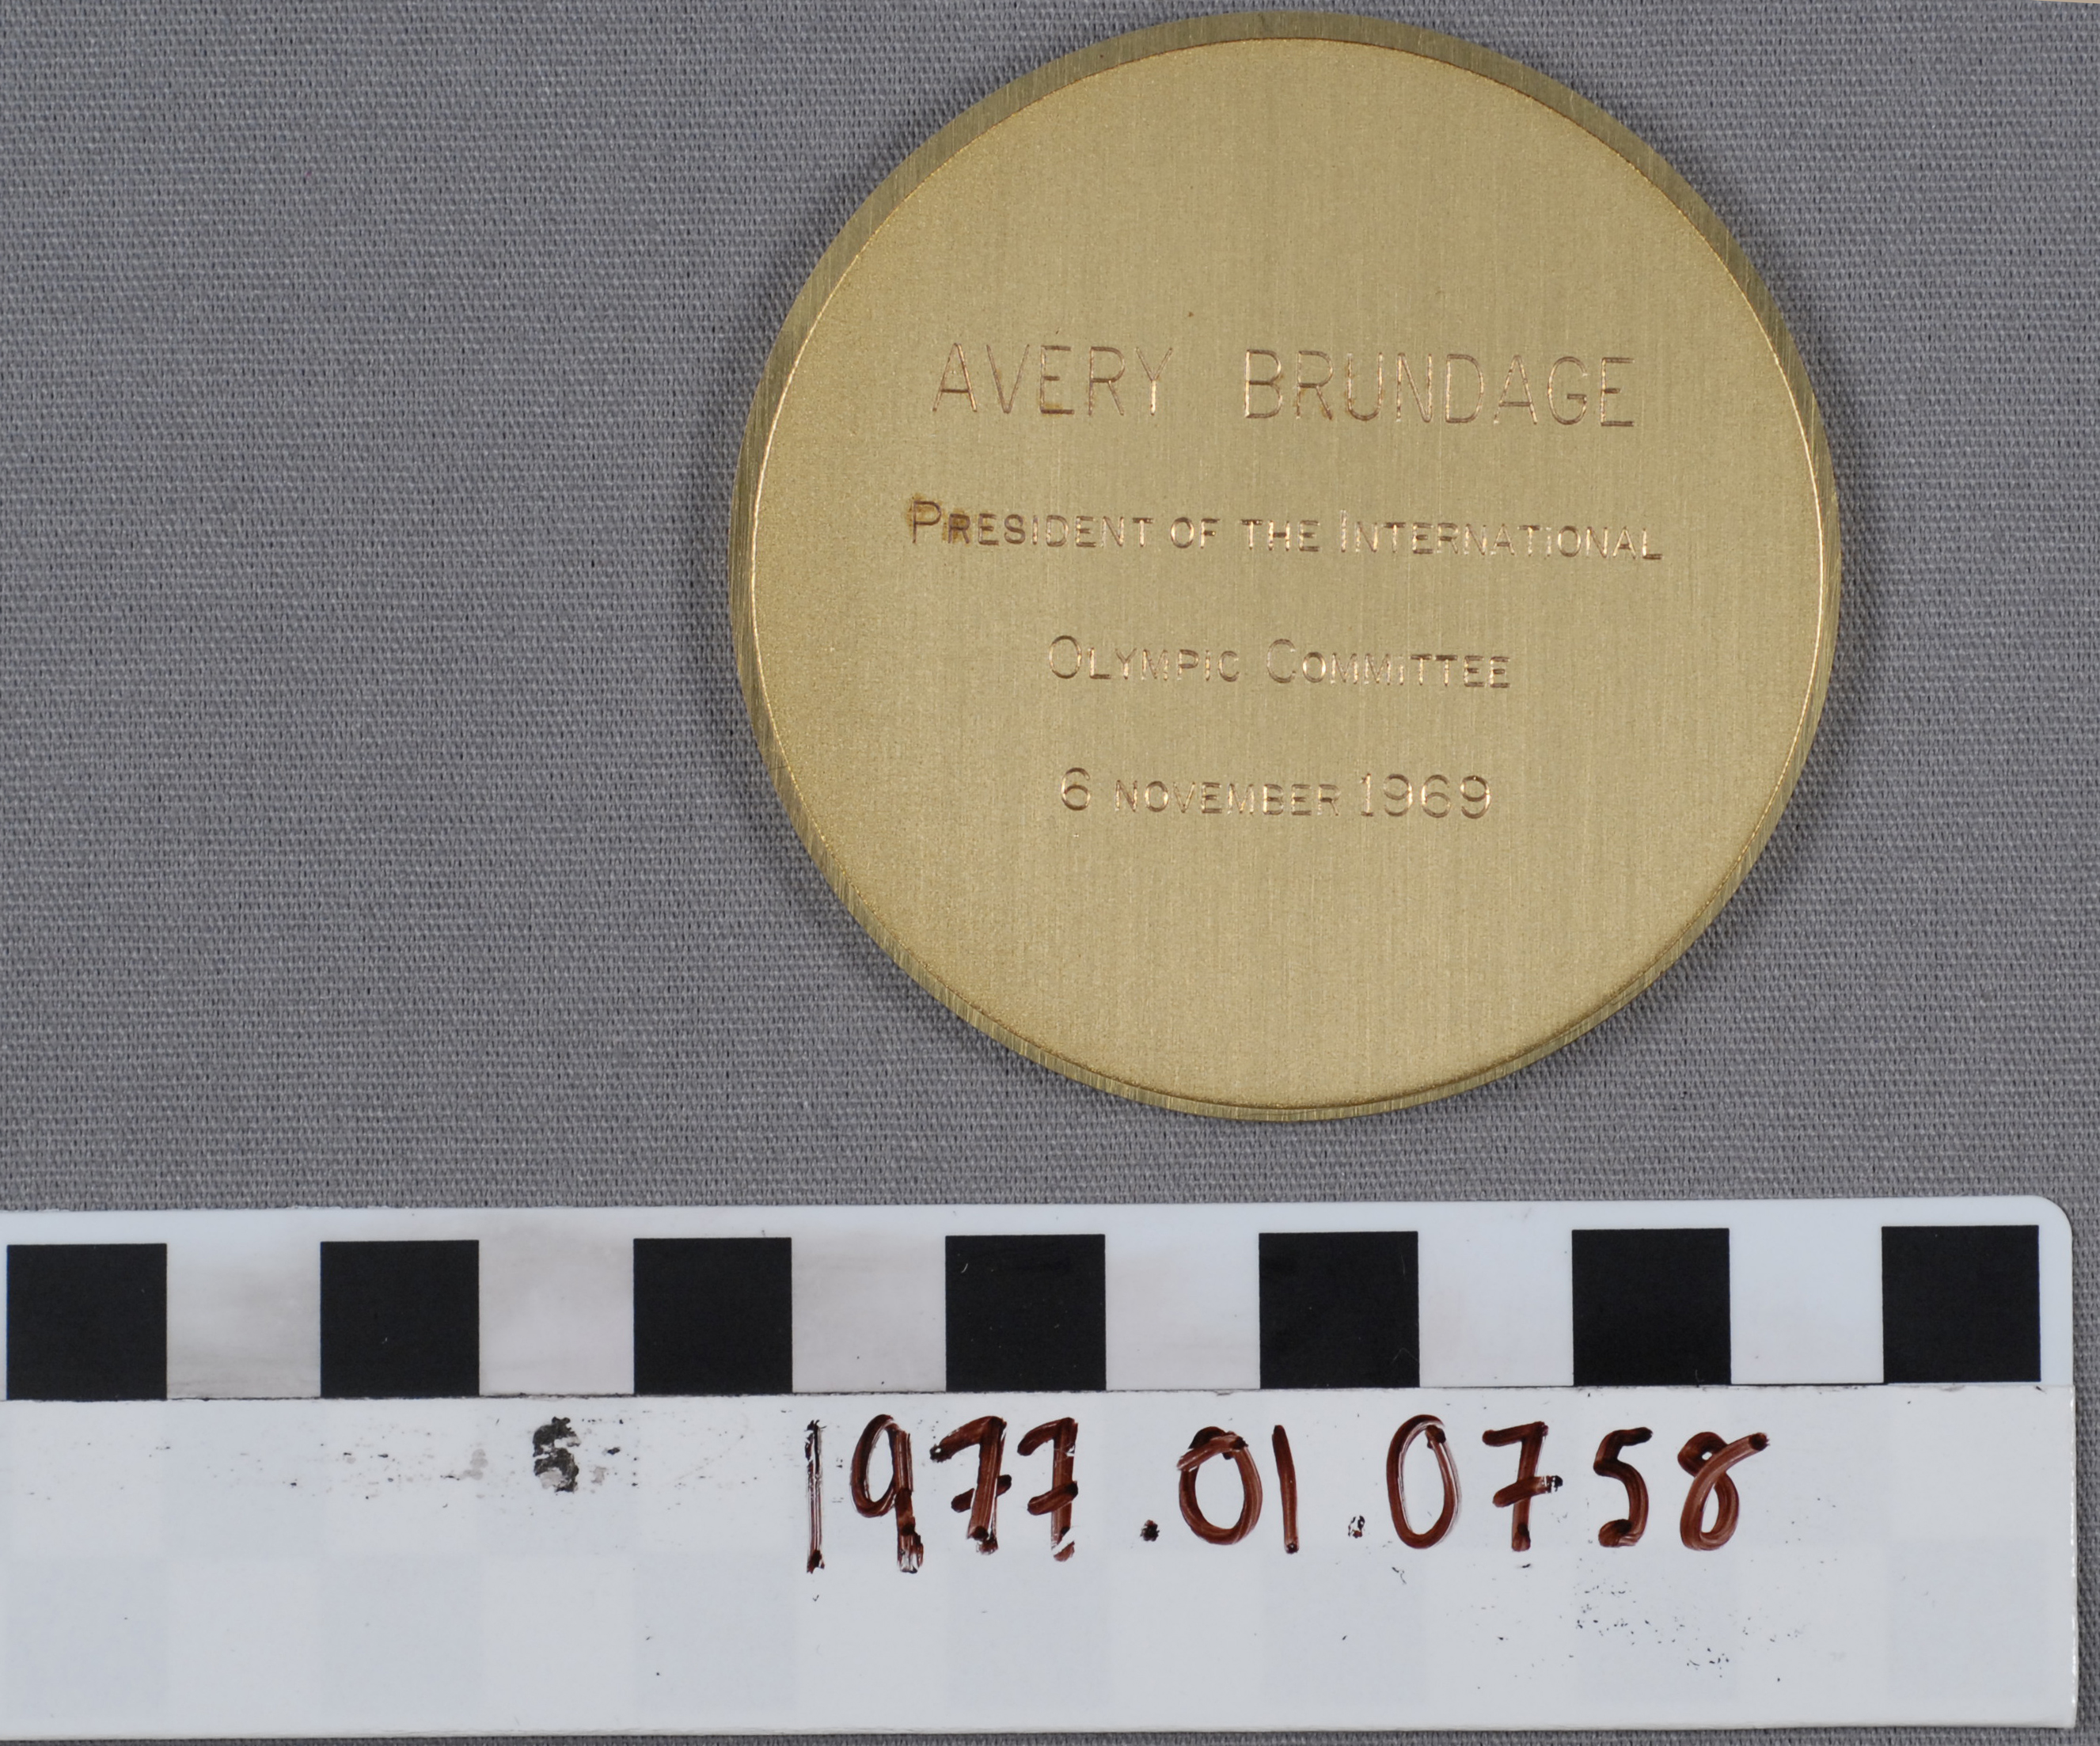 AVERY BRUNDAGE
PRESIDENT OF THE INTERNATIONAL
OLYMPIC COMMITTEE
6 NOVEMBER 1969
1977.01.0758